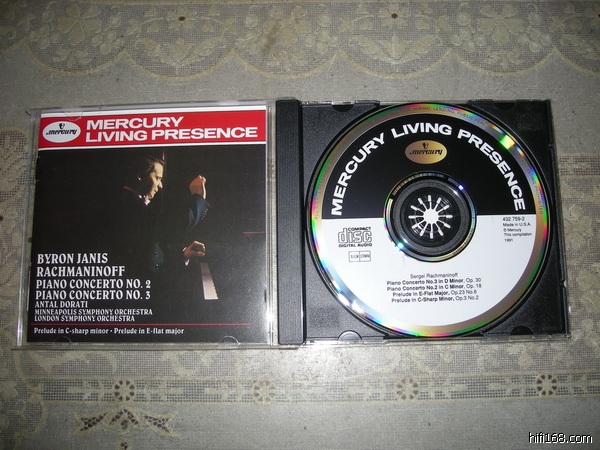 Mercury
MERCURY
LIVING PRESENCE
BYRON JANIS
RACHMANINOFF
PIANO CONCERTO NO. 2
PIANO CONCERTO NO. 3
ANTAL DORATI
MINNEAPOLIS SYMPHONY ORCHESTRA
LONDON SYMPHONY ORCHESTRA
Prelude in C-sharp minor · Prelude in E-flat major
MERCURY LIVING PRESENCE
Mercury
COMPACT
disc
DIGITAL AUDIO
432 759-2
Made in U.S.A.
℗ Mercury
This compilation
1991
Sergei Rachmaninoff
Piano Concerto No.3 in D Minor, Op. 30
Piano Concerto No.2 in C Minor, Op. 18
Prelude in E-Flat Major, Op.23 No.6
Prelude in C-Sharp Minor, Op.3 No.2
hifi168.com